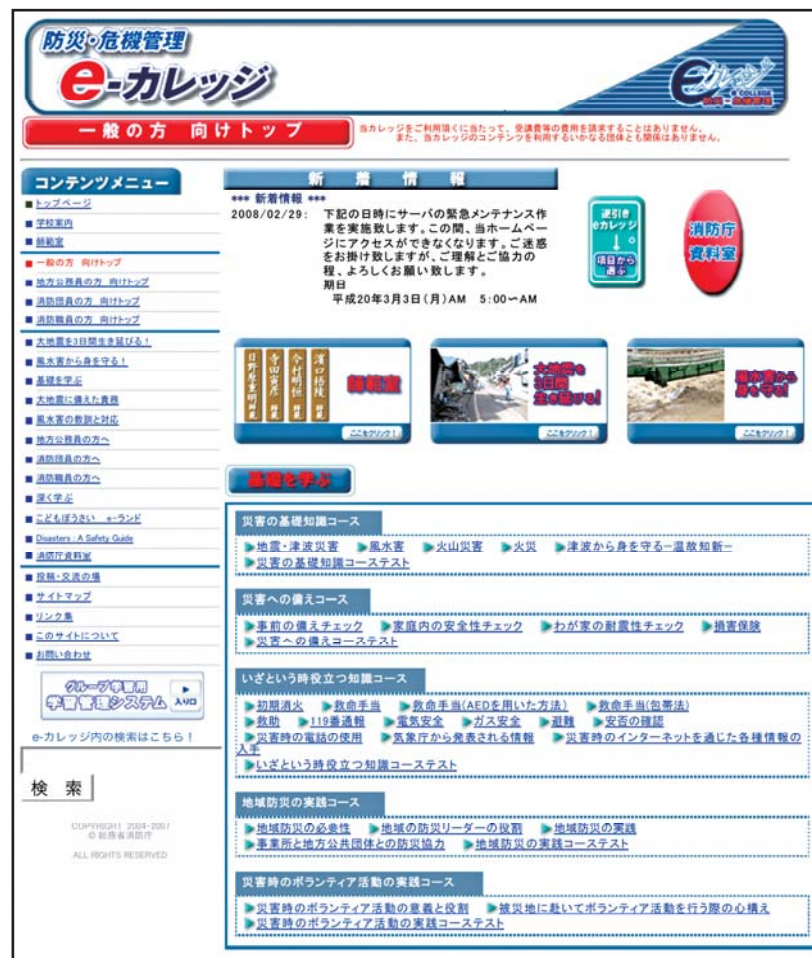 防災・危機管理
e-カレッジ
eカレッジ
e COLLEGE
防災・危機管理
一般の方 向けトップ
当カレッジをご利用頂くに当たって、受講費等の費用を請求することはありません。
また、当カレッジのコンテンツを利用するいかなる団体とも関係はありません。
コンテンツメニュー
トップページ
学校案内
師範室
一般の方 向けトップ
地方公務員の方 向けトップ
消防団員の方 向けトップ
消防職員の方 向けトップ
大地震を3日間生き延びる!
風水害から身を守る!
基礎を学ぶ
大地震に備えた責務
風水害の教訓と対応
地方公務員の方へ
消防団員の方へ
消防職員の方へ
深く学ぶ
こどもぼうさい e-ランド
Disasters : A Safety Guide
消防庁資料室
投稿・交流の場
サイトマップ
リンク集
このサイトについて
お問い合わせ
グループ学習用
学習管理システム
入り口
e-カレッジ内の検索はこちら!
検 索
COPYRIGHT 2004-2007
© 総務省消防庁
ALL RIGHTS RESERVED
新 着 情 報
*** 新着情報 ***
2008/02/29: 下記の日時にサーバの緊急メンテナンス作
業を実施致します。この間、当ホームペー
ジにアクセスができなくなります。ご迷惑
をお掛け致しますが、ご理解とご協力の
程、よろしくお願い致します。
期日
平成20年3月3日(月)AM 5:00〜AM
逆引き
eカレッジ
項目から
選ぶ
消防庁
資料室
日野原重明 師範
寺田寅彦 師範
今村明恒 師範
濱口梧陵 師範
師範室
ここをクリック!
大地震を
3日間
生き延びる!
ここをクリック!
風水害から
身を守る!
ここをクリック!
基礎を学ぶ
災害の基礎知識コース
地震・津波災害 風水害 火山災害 火災 津波から身を守る−温故知新−
災害の基礎知識コーステスト
災害への備えコース
事前の備えチェック 家庭内の安全性チェック わが家の耐震性チェック 損害保険
災害への備えコーステスト
いざという時役立つ知識コース
初期消火 救命手当 救命手当(AEDを用いた方法) 救命手当(包帯法)
救助 119番通報 電気安全 ガス安全 避難 安否の確認
災害時の電話の使用 気象庁から発表される情報 災害時のインターネットを通じた各種情報の
入手
いざという時役立つ知識コーステスト
地域防災の実践コース
地域防災の必要性 地域の防災リーダーの役割 地域防災の実践
事業所と地方公共団体との防災協力 地域防災の実践コーステスト
災害時のボランティア活動の実践コース
災害時のボランティア活動の意義と役割 被災地に赴いてボランティア活動を行う際の心構え
災害時のボランティア活動の実践コーステスト